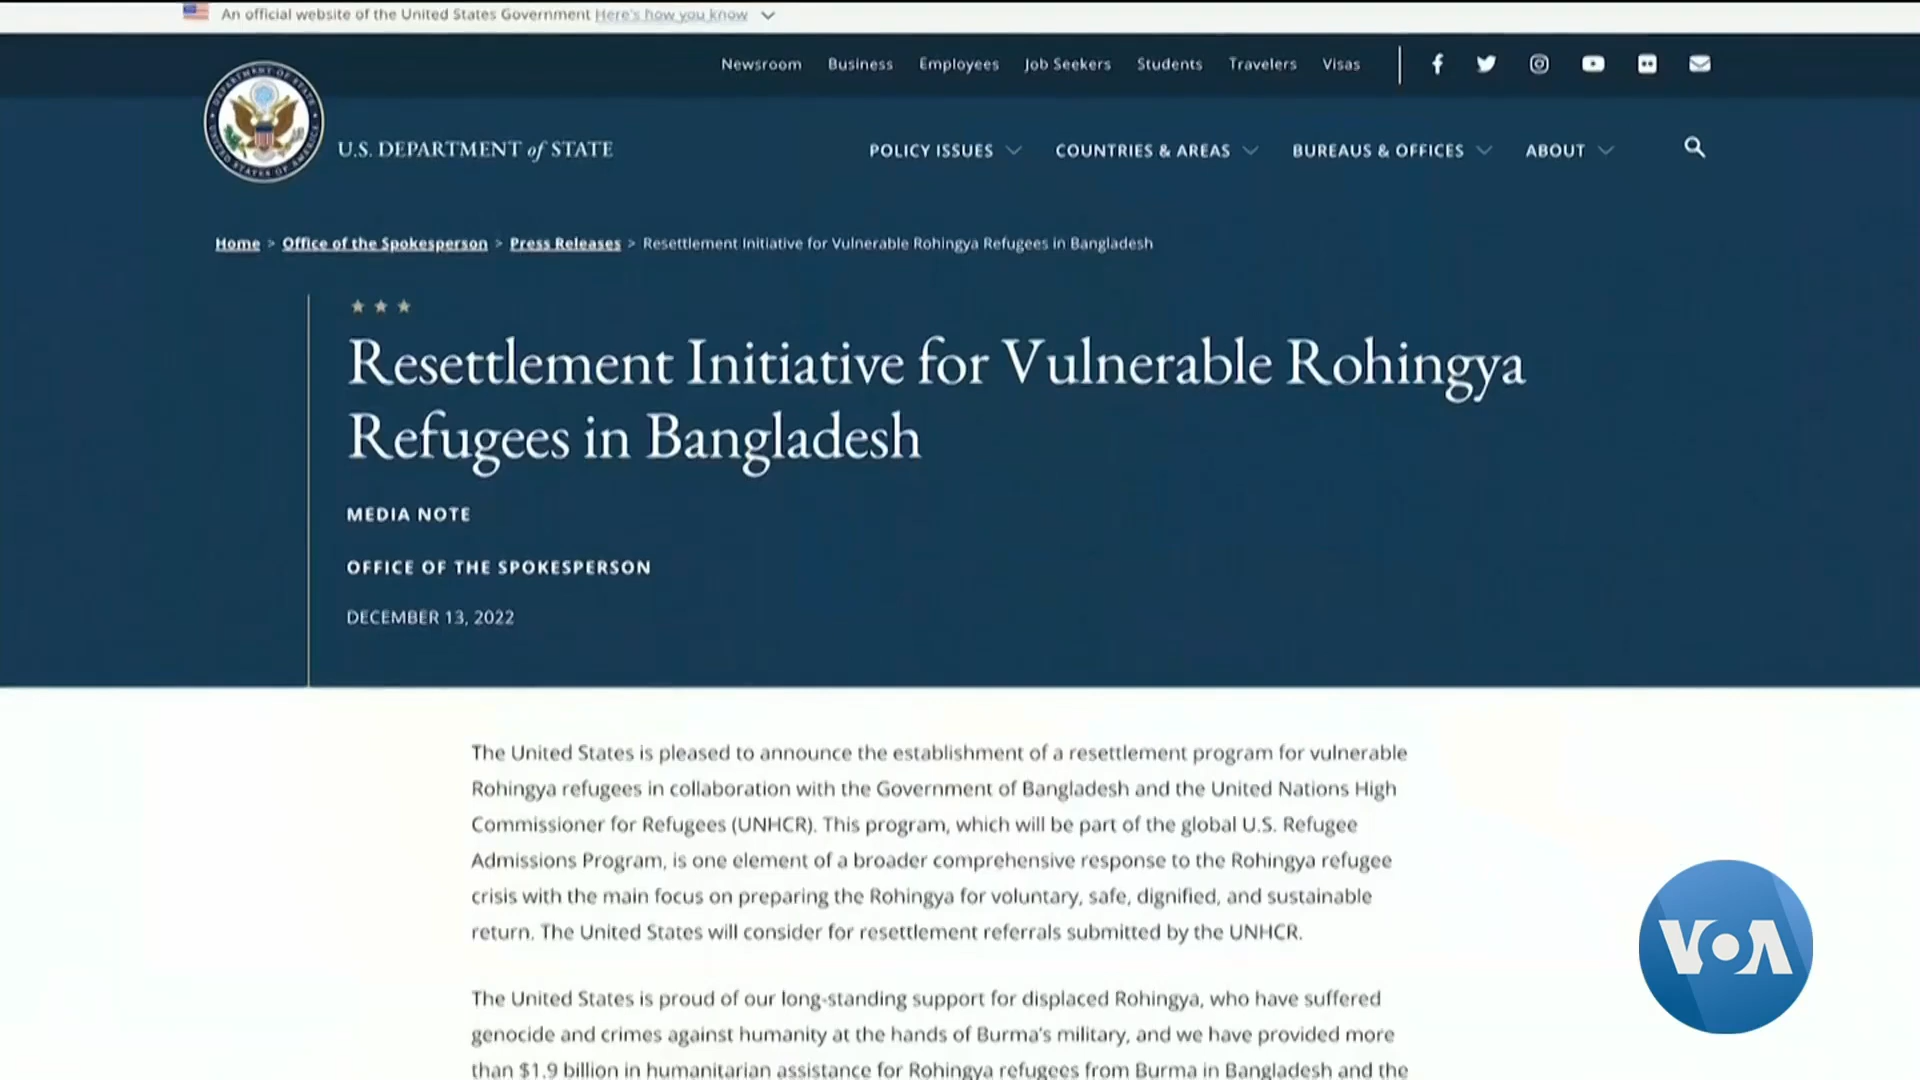 An official website of the United States Government Here's how you know
Newsroom Business Employees Job Seekers Students Travelers Visas
U.S. DEPARTMENT of STATE
POLICY ISSUES COUNTRIES & AREAS BUREAUS & OFFICES ABOUT
Home > Office of the Spokesperson > Press Releases > Resettlement Initiative for Vulnerable Rohingya Refugees in Bangladesh
Resettlement Initiative for Vulnerable Rohingya
Refugees in Bangladesh
MEDIA NOTE
OFFICE OF THE SPOKESPERSON
DECEMBER 13, 2022
The United States is pleased to announce the establishment of a resettlement program for vulnerable
Rohingya refugees in collaboration with the Government of Bangladesh and the United Nations High
Commissioner for Refugees (UNHCR). This program, which will be part of the global U.S. Refugee
Admissions Program, is one element of a broader comprehensive response to the Rohingya refugee
crisis with the main focus on preparing the Rohingya for voluntary, safe, dignified, and sustainable
return. The United States will consider for resettlement referrals submitted by the UNHCR.
The United States is proud of our long-standing support for displaced Rohingya, who have suffered
genocide and crimes against humanity at the hands of Burma's military, and we have provided more
than $1.9 billion in humanitarian assistance for Rohingya refugees from Burma in Bangladesh and the
VOA
DEPARTMENT OF STATE
UNITED STATES OF AMERICA